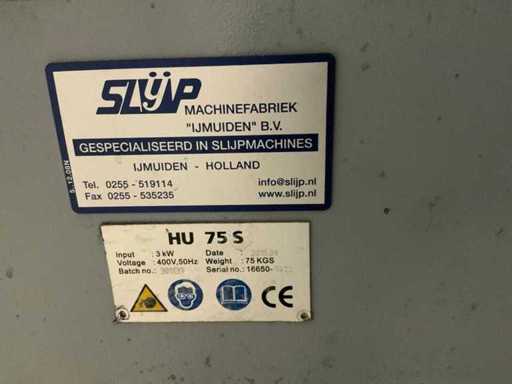 SLIJP
MACHINEFABRIEK
"IJMUIDEN" B.V.
GESPECIALISEERD IN SLIJPMACHINES
IJMUIDEN - HOLLAND
Tel. 0255 - 519114 info@slijp.nl
Fax 0255 - 535235 www.slijp.nl
HU 75 S
Input : 3 kW Date :
Voltage : 400V,50Hz Weight : 75 KGS
Batch no.: Serial no.: 16650-
CE